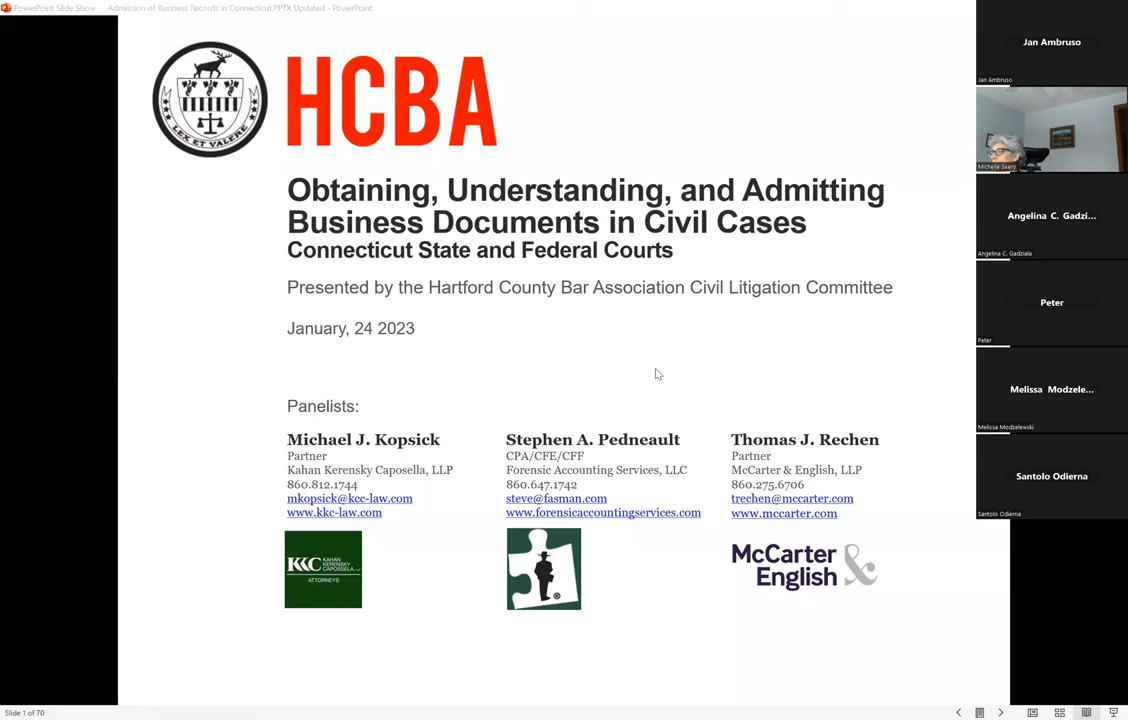 PowerPoint Slide Show - Admission of Business Records in Connecticut.PPTX Updated - PowerPoint
LEX ET VALERE
HCBA
Obtaining, Understanding, and Admitting
Business Documents in Civil Cases
Connecticut State and Federal Courts
Presented by the Hartford County Bar Association Civil Litigation Committee
January, 24 2023
Panelists:
Michael J. Kopsick
Partner
Kahan Kerensky Capossella, LLP
860.812.1744
mkopsick@kcc-law.com
www.kkc-law.com
KKC KAHAN
KERENSKY
CAPOSSELA, LLP
ATTORNEYS
Stephen A. Pedneault
CPA/CFE/CFF
Forensic Accounting Services, LLC
860.647.1742
steve@fasman.com
www.forensicaccountingservices.com
®
Thomas J. Rechen
Partner
McCarter & English, LLP
860.275.6706
trechen@mccarter.com
www.mccarter.com
McCarter &
English
Jan Ambruso
Jan Ambruso
Michelle Seery
Angelina C. Gadzi...
Angelina C. Gadziala
Peter
Peter
Melissa Modzele...
Melissa Modzelewski
Santolo Odierna
Santolo Odierna
Slide 1 of 70